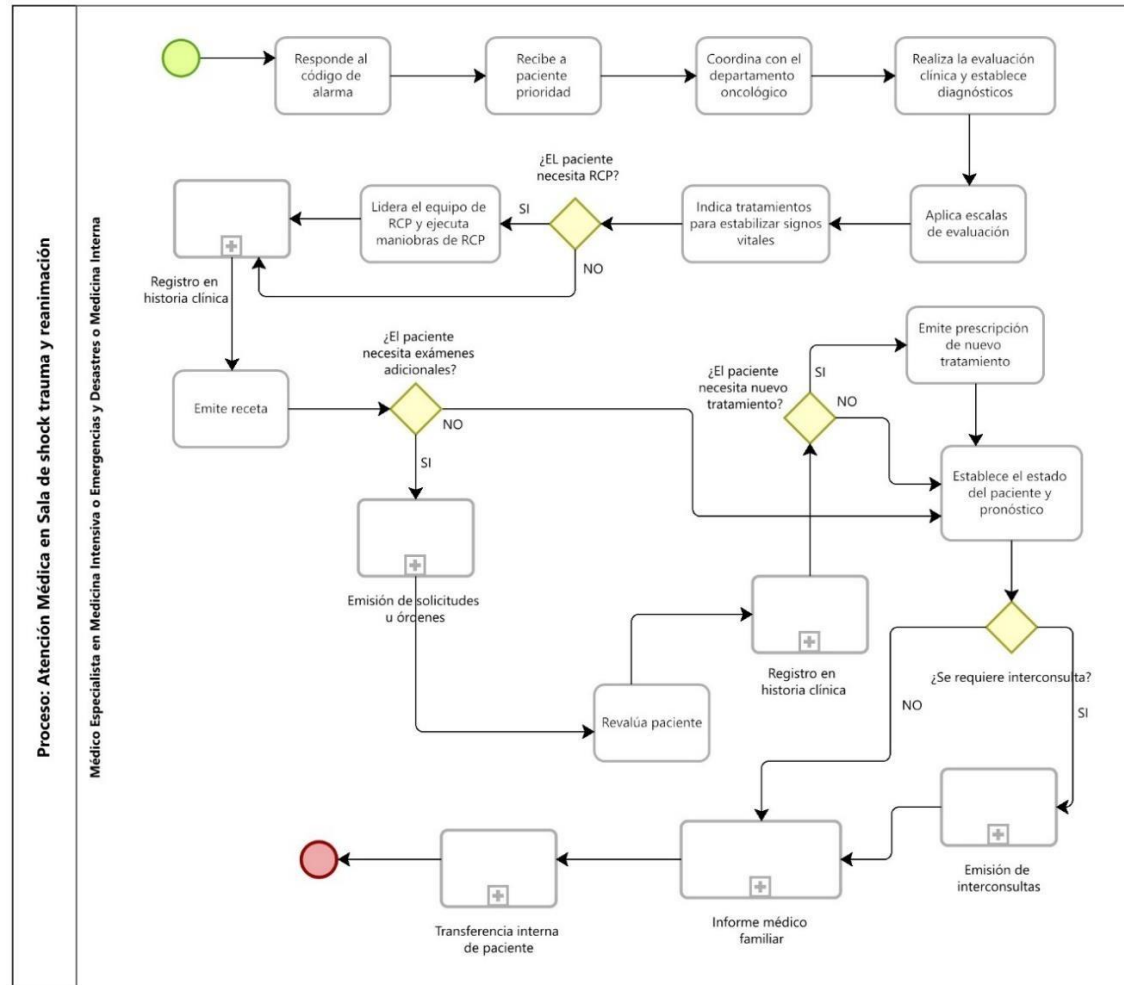 Proceso: Atención Médica en Sala de shock trauma y reanimación
Médico Especialista en Medicina Intensivo o Emergencias y Desastres o Medicina Interna
Responde al
código de
alarma
Recibe a
paciente
prioridad
Coordina con el
departamento
oncológico
Realiza la evaluación
clínica y establece
diagnósticos
¿EL paciente
necesita RCP?
SI
NO
Lidera el equipo de
RCP y ejecuta
maniobras de RCP
Indica tratamientos
para estabilizar signos
vitales
Aplica escalas
de evaluación
Registro en
historia clínica
Emite receta
¿El paciente
necesita exámenes
adicionales?
NO
SI
¿El paciente
necesita nuevo
tratamiento?
SI
NO
Emite prescripción
de nuevo
tratamiento
Establece el estado
del paciente y
pronóstico
Emisión de solicitudes
u órdenes
Revalúa paciente
Registro en
historia clínica
¿Se requiere interconsulta?
NO
SI
Emisión de
interconsultas
Informe médico
familiar
Transferencia interna
de paciente